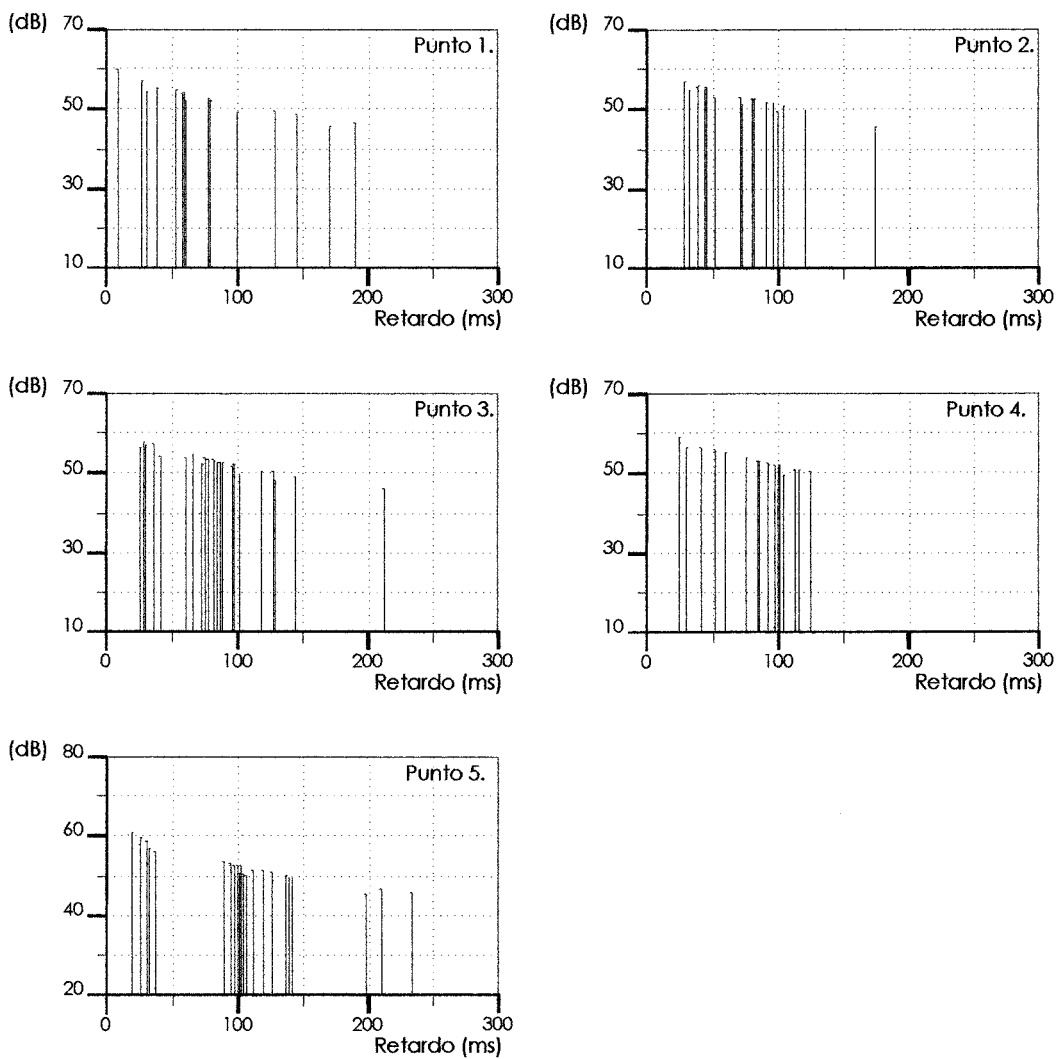 (dB) 70
Punto 1.
50
30
10
0 100 200 300
Retardo (ms)
(dB) 70
Punto 2.
50
30
10
0 100 200 300
Retardo (ms)
(dB) 70
Punto 3.
50
30
10
0 100 200 300
Retardo (ms)
(dB) 70
Punto 4.
50
30
10
0 100 200 300
Retardo (ms)
(dB) 80
Punto 5.
60
40
20
0 100 200 300
Retardo (ms)